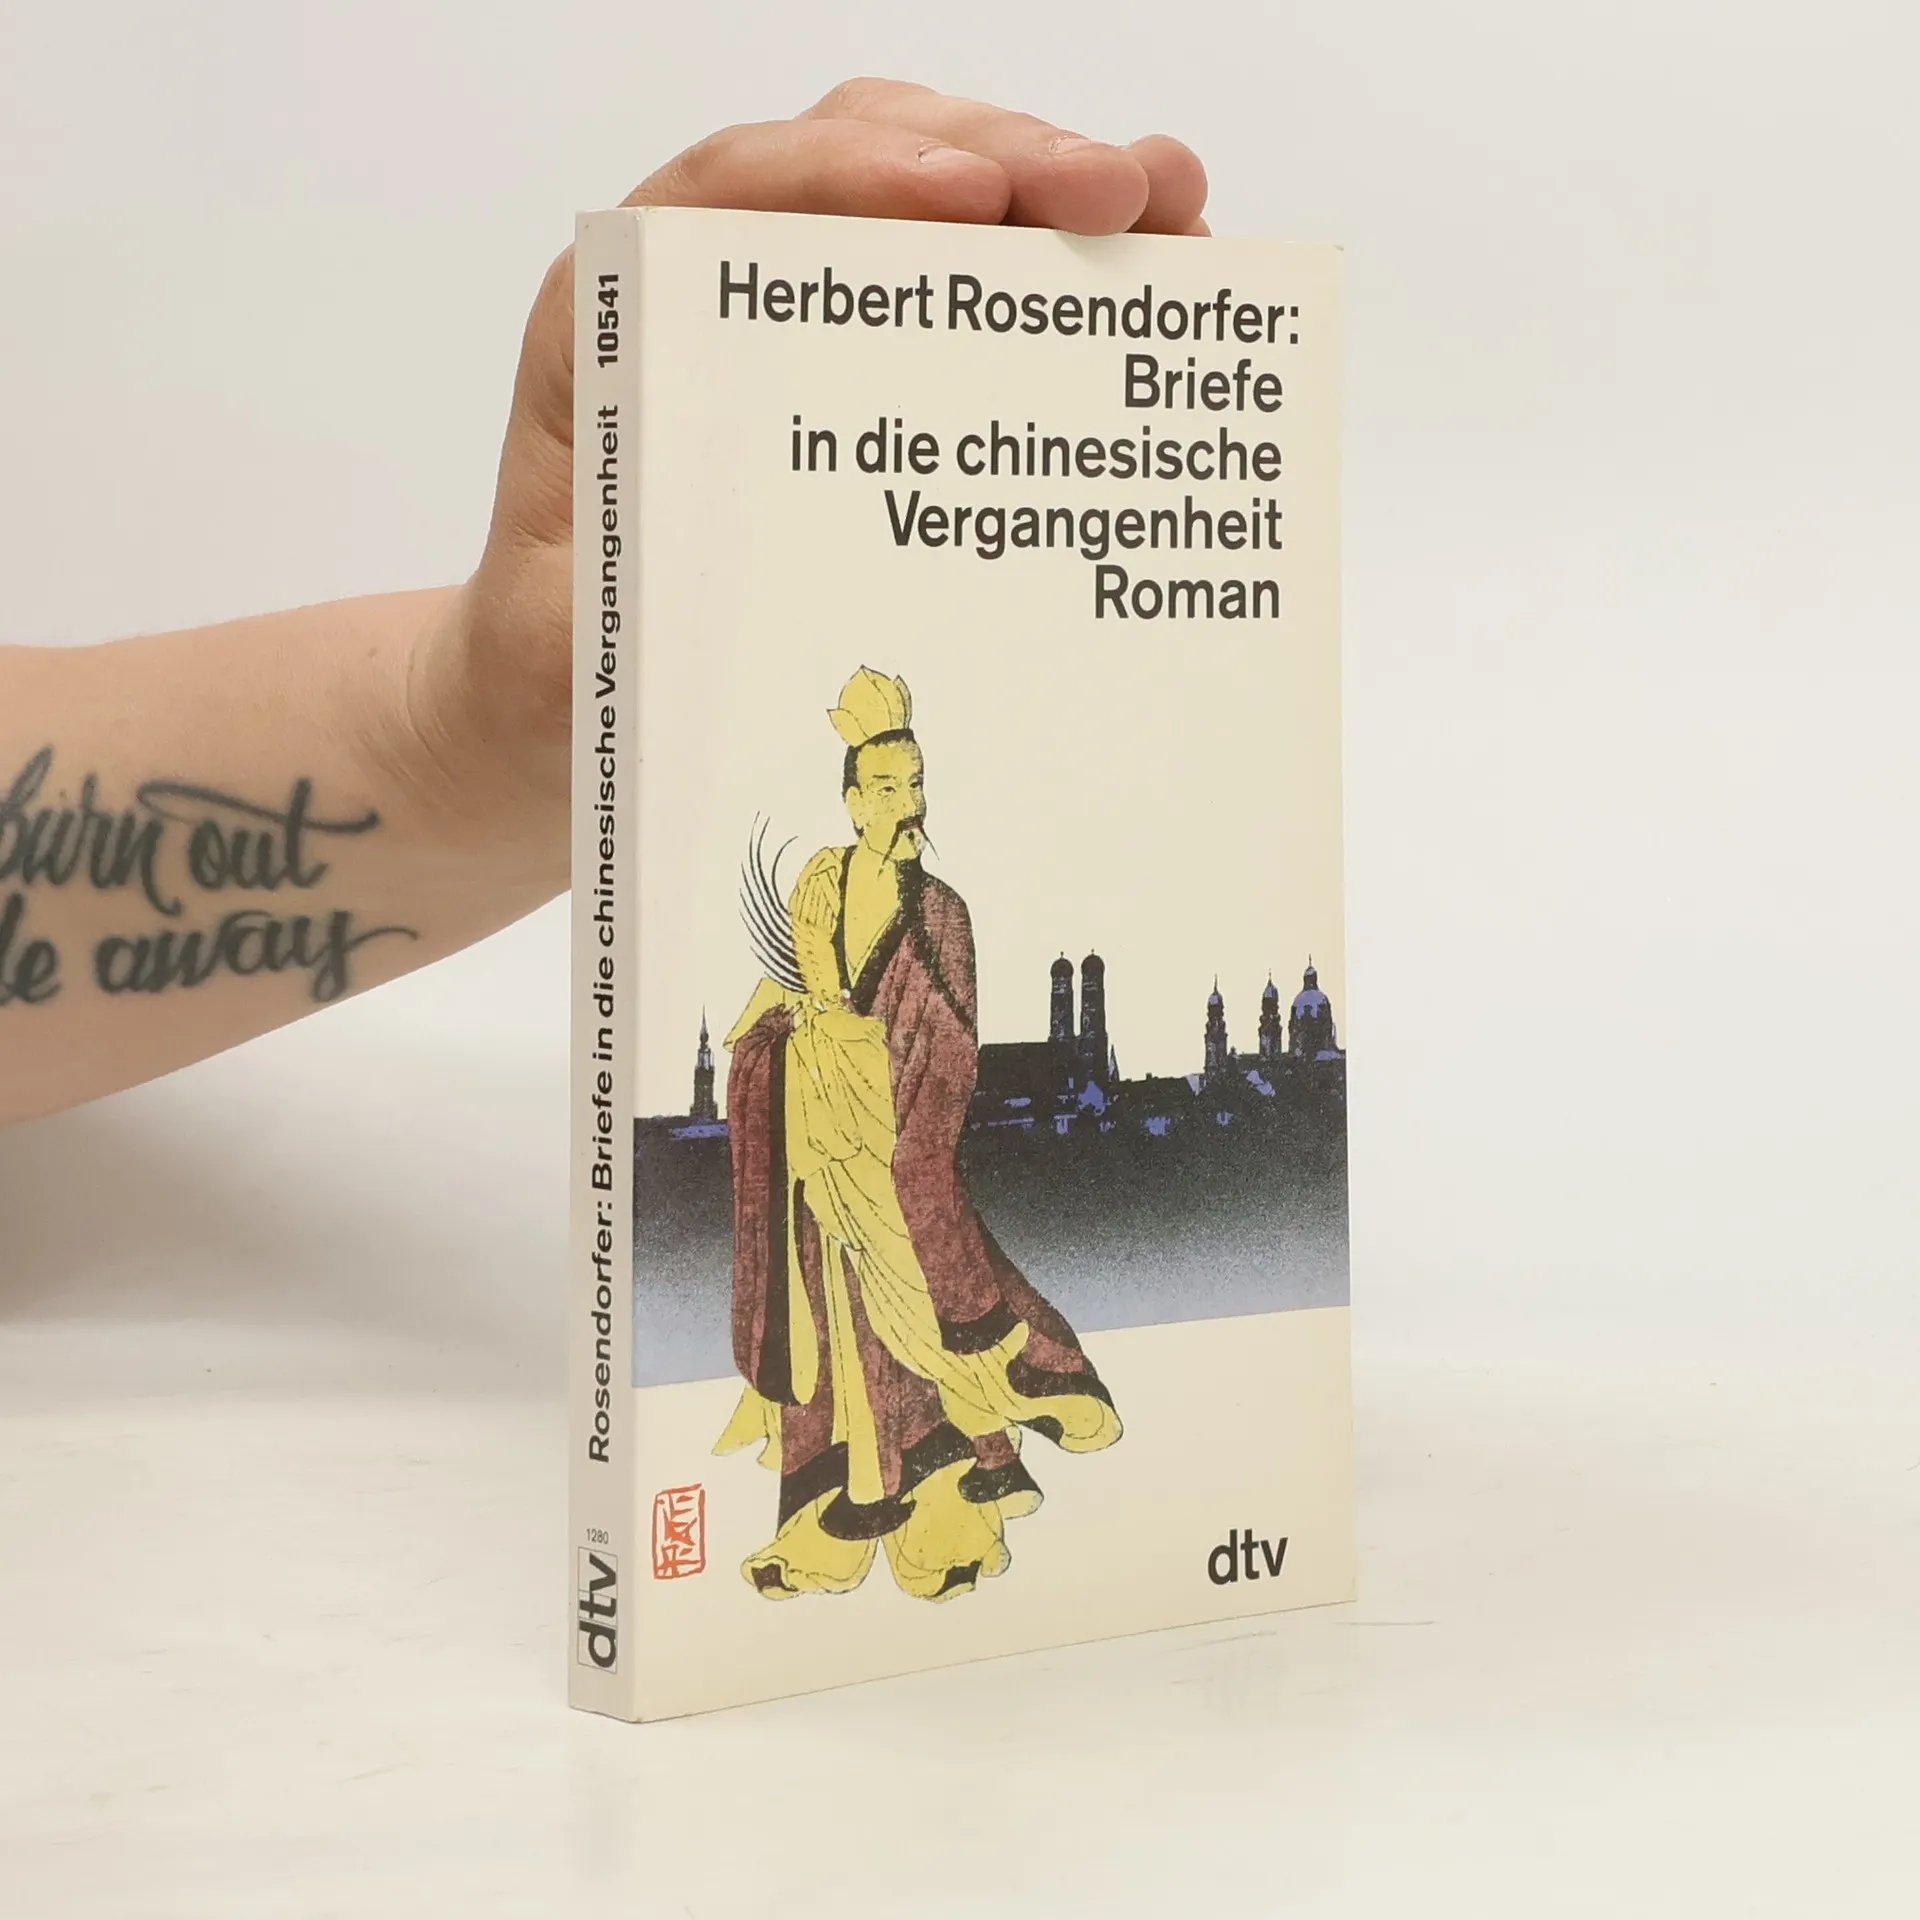 Herbert Rosendorfer:
Briefe
in die chinesische
Vergangenheit
Roman
dtv
Rosendorfer: Briefe in die chinesische Vergangenheit 10541
1280
dtv
burn out
away